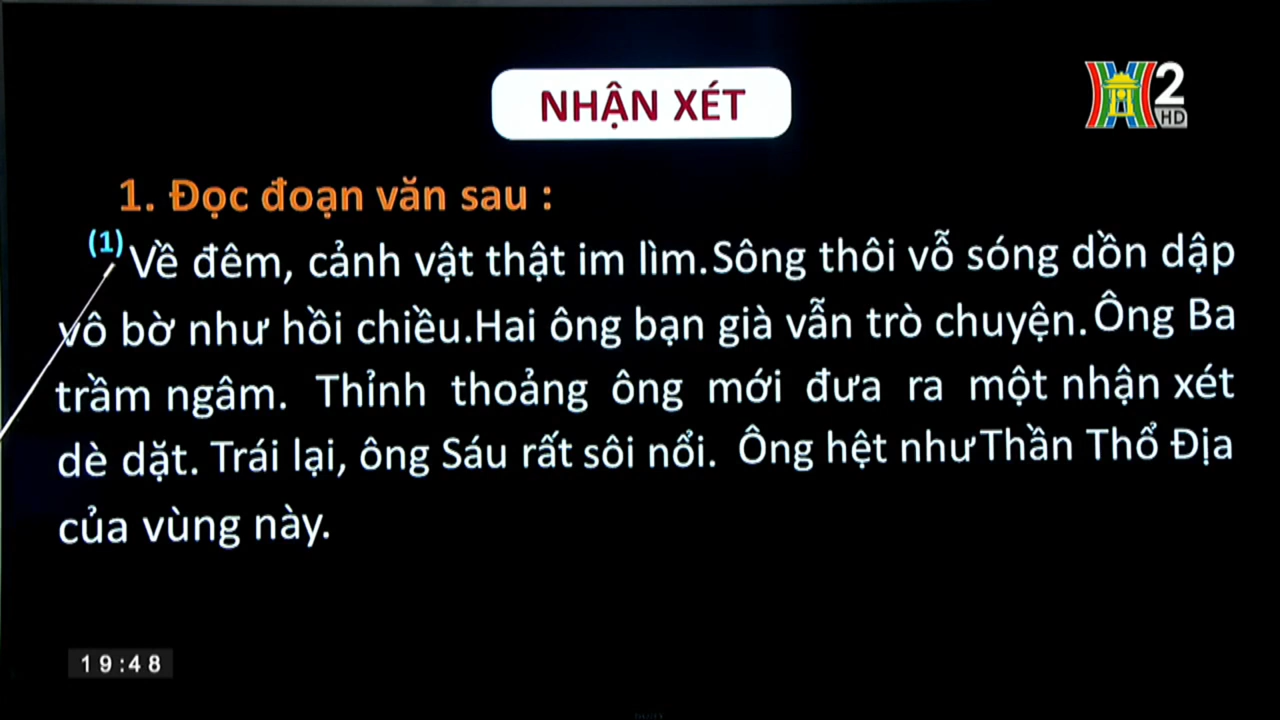 NHẬN XÉT
2
HD
1. Đọc đoạn văn sau :
(1) Về đêm, cảnh vật thật im lìm.Sông thôi vỗ sóng dồn dập
vô bờ như hồi chiều.Hai ông bạn già vẫn trò chuyện.Ông Ba
trầm ngâm. Thỉnh thoảng ông mới đưa ra một nhận xét
dè dặt. Trái lại, ông Sáu rất sôi nổi. Ông hệt như Thần Thổ Địa
của vùng này.
19:48